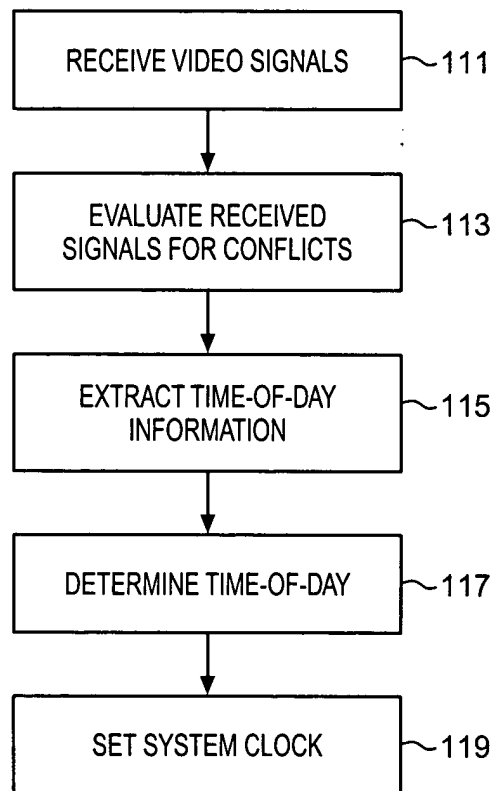 RECEIVE VIDEO SIGNALS
111
EVALUATE RECEIVED
SIGNALS FOR CONFLICTS
113
EXTRACT TIME-OF-DAY
INFORMATION
115
DETERMINE TIME-OF-DAY
117
SET SYSTEM CLOCK
119